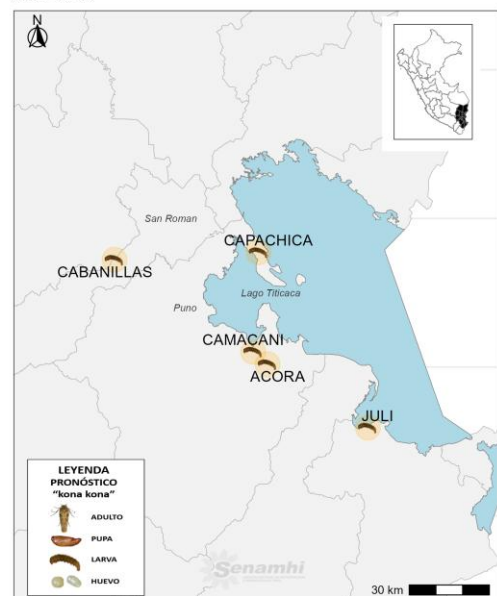 N
San Roman
CAPACHICA
CABANILLAS
Lago Titicaca
Puno
CAMACANI
ACORA
JULI
LEYENDA
PRONÓSTICO
"kona kona"
ADULTO
PUPA
LARVA
HUEVO
Senamhi
30 km